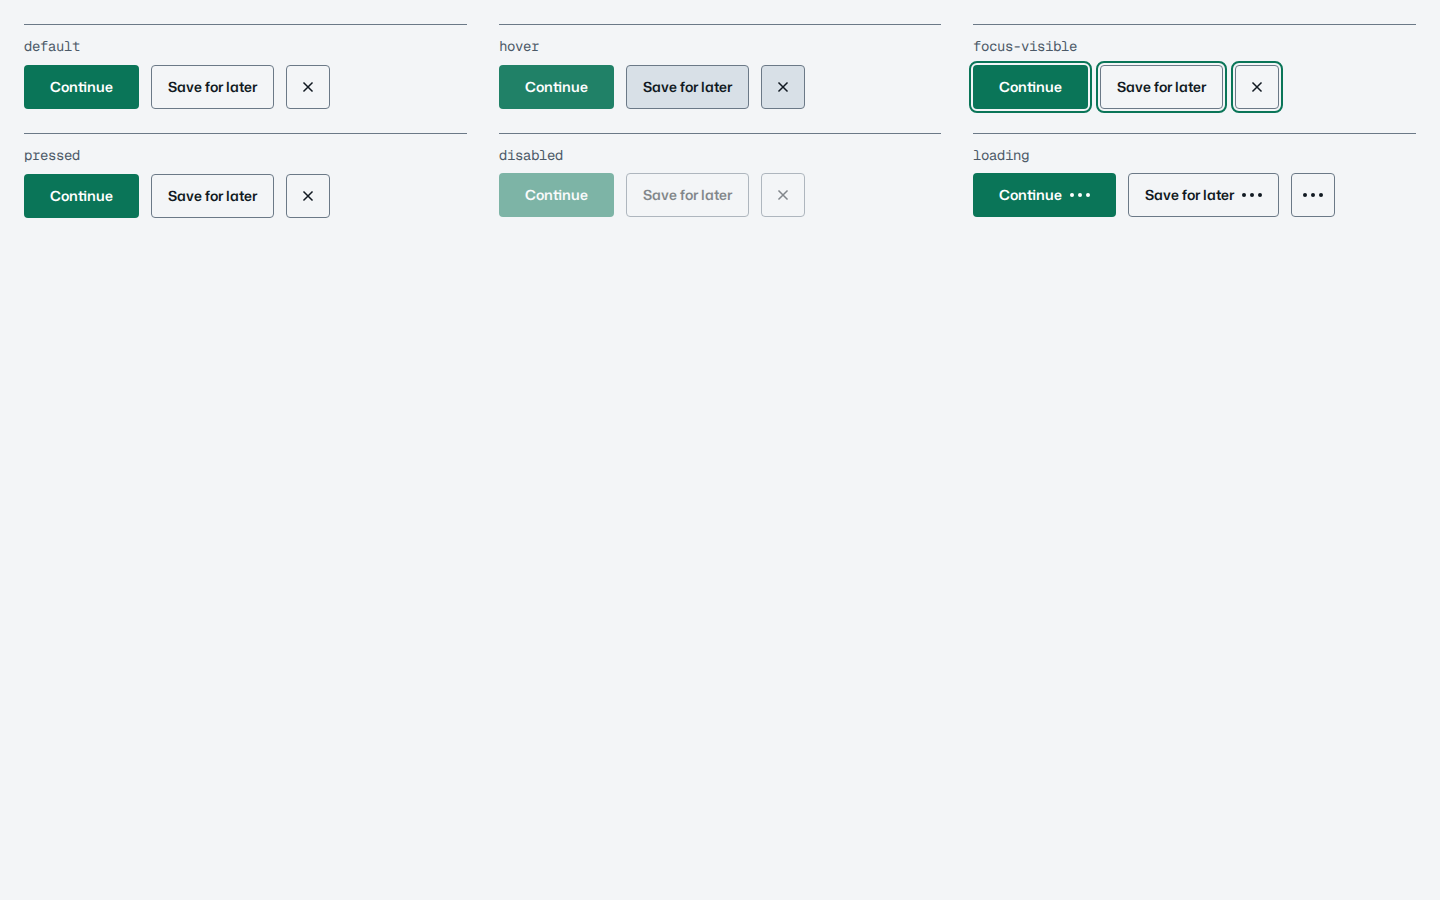 default
Continue Save for later
hover
Continue Save for later
focus-visible
Continue Save for later
pressed
Continue Save for later
disabled
Continue Save for later
loading
Continue Save for later